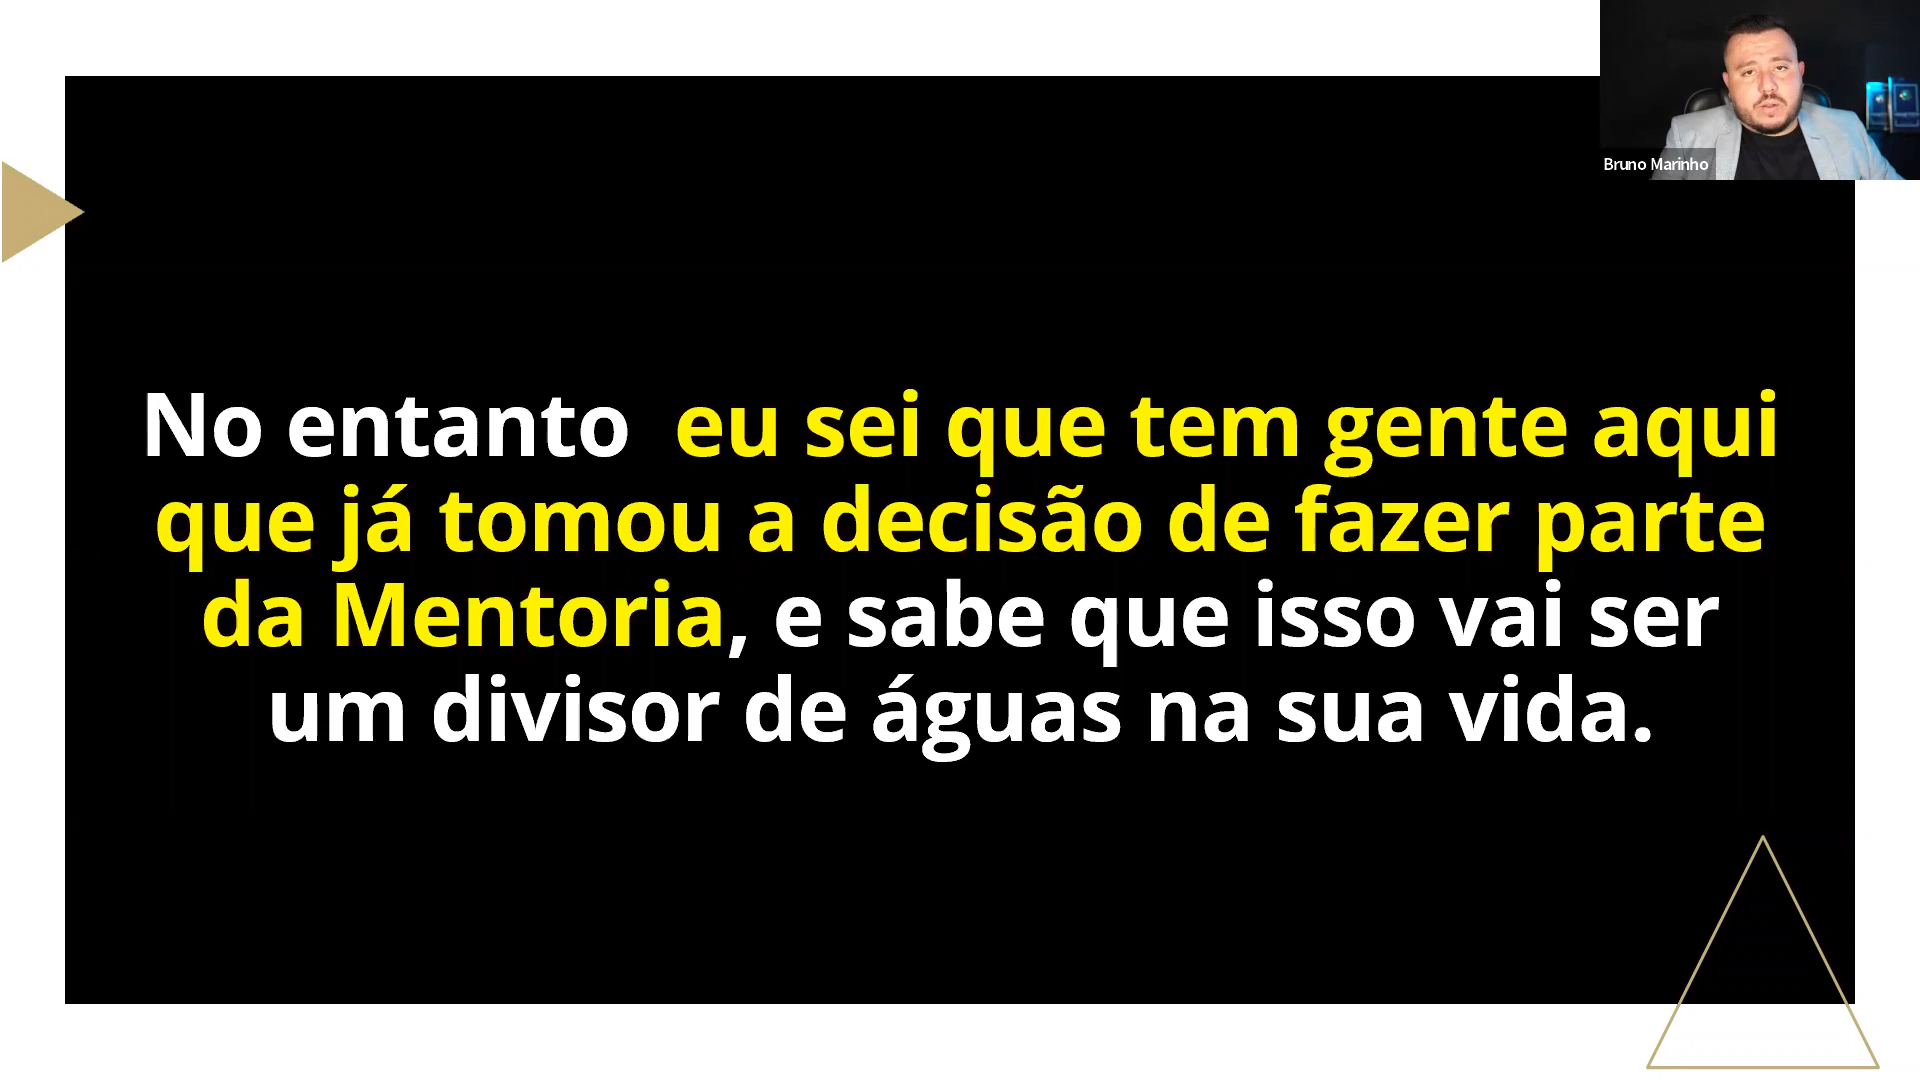 Bruno Marinho
No entanto  eu sei que tem gente aqui
que já tomou a decisão de fazer parte
da Mentoria, e sabe que isso vai ser
um divisor de águas na sua vida.